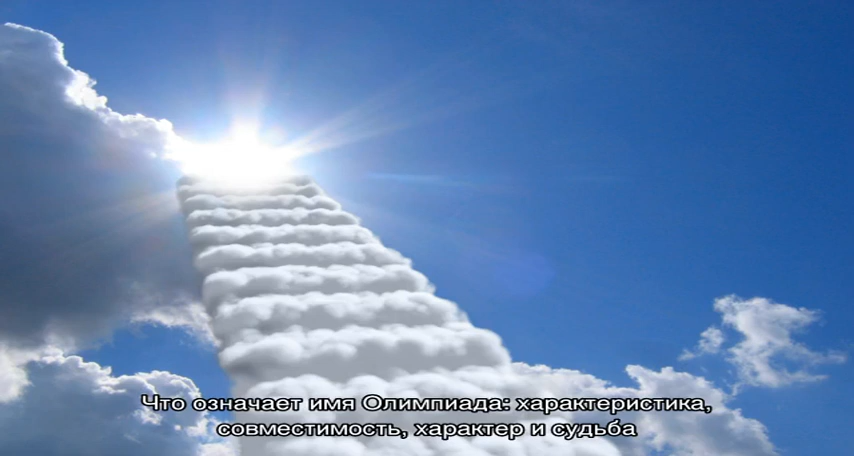 Что означает имя Олимпиада: характеристика,
совместимость, характер и судьба